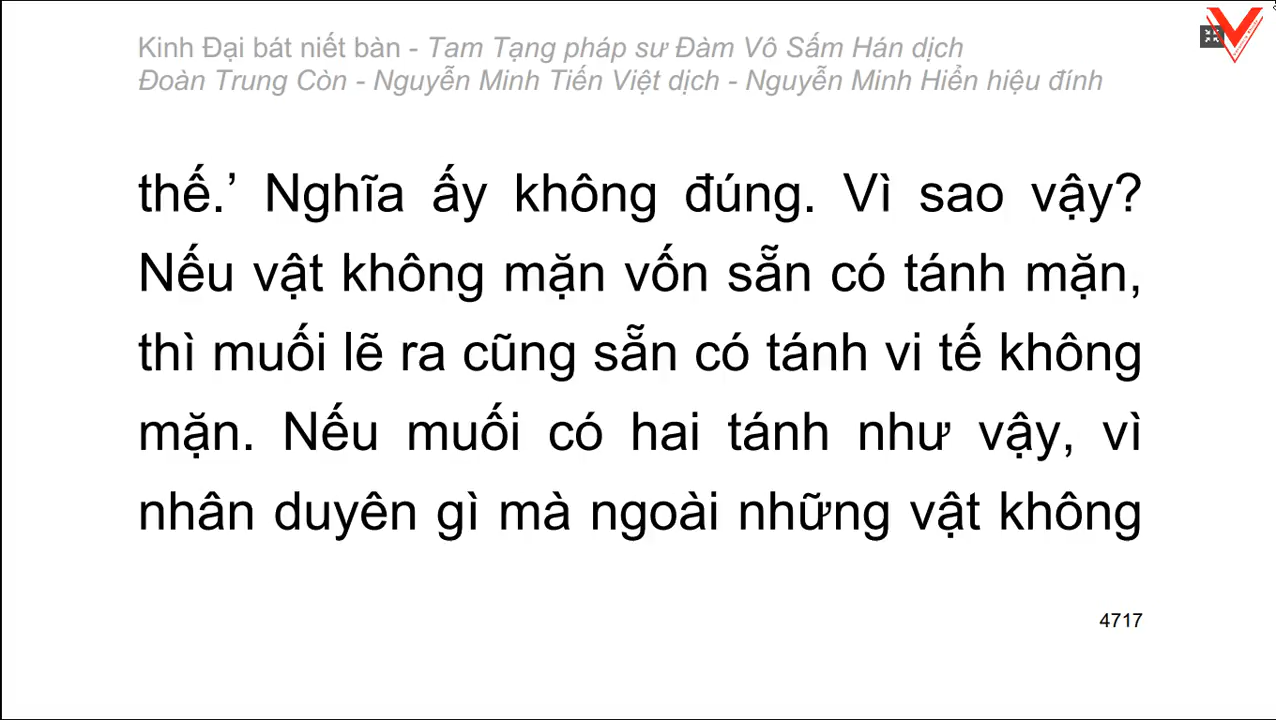 Kinh Đại bát niết bàn - Tam Tạng pháp sư Đàm Vô Sấm Hán dịch
Đoàn Trung Còn - Nguyễn Minh Tiến Việt dịch - Nguyễn Minh Hiển hiệu đính
thế.’ Nghĩa ấy không đúng. Vì sao vậy?
Nếu vật không mặn vốn sẵn có tánh mặn,
thì muối lẽ ra cũng sẵn có tánh vi tế không
mặn. Nếu muối có hai tánh như vậy, vì
nhân duyên gì mà ngoài những vật không
4717